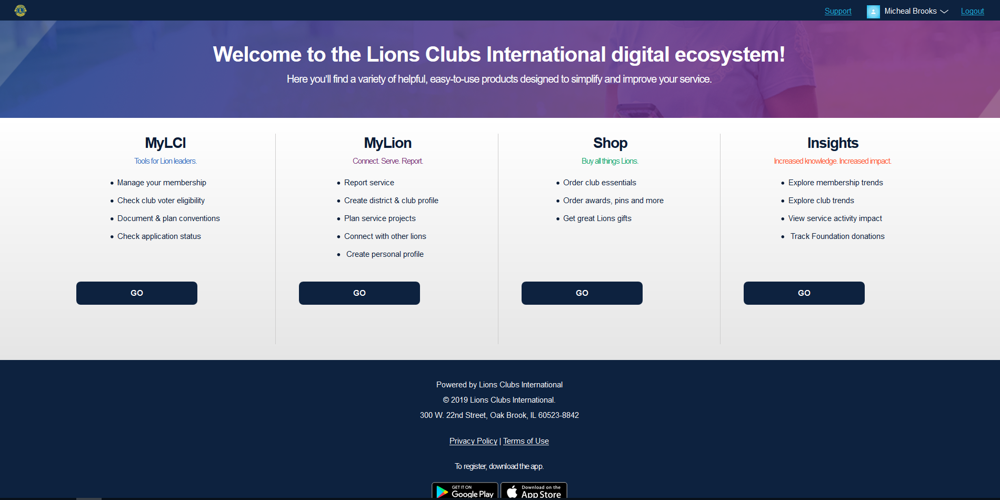 Support
Micheal Brooks
Logout
Welcome to the Lions Clubs International digital ecosystem!
Here you’ll find a variety of helpful, easy-to-use products designed to simplify and improve your service.
MyLCI
Tools for Lion leaders.
Manage your membership
Check club voter eligibility
Document & plan conventions
Check application status
GO
MyLion
Connect. Serve. Report.
Report service
Create district & club profile
Plan service projects
Connect with other lions
Create personal profile
GO
Shop
Buy all things Lions.
Order club essentials
Order awards, pins and more
Get great Lions gifts
GO
Insights
Increased knowledge. Increased impact.
Explore membership trends
Explore club trends
View service activity impact
Track Foundation donations
GO
Powered by Lions Clubs International
© 2019 Lions Clubs International.
300 W. 22nd Street, Oak Brook, IL 60523-8842
Privacy Policy | Terms of Use
To register, download the app.
GET IT ON
Google Play
Download on the
App Store